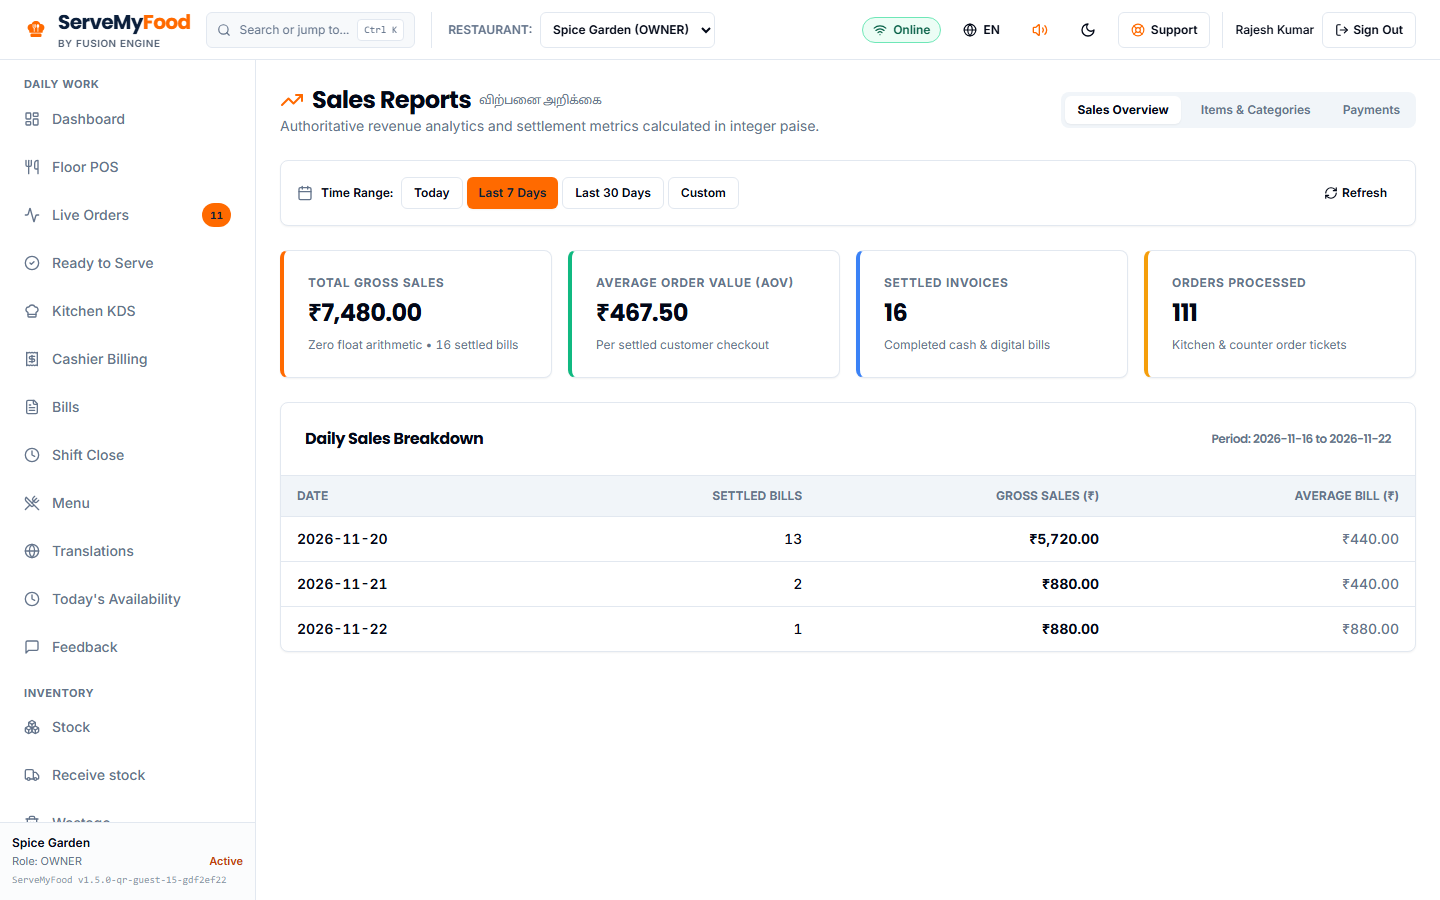 ServeMyFood
BY FUSION ENGINE
Search or jump to... Ctrl K
RESTAURANT: Spice Garden (OWNER)
Online
EN
Support
Rajesh Kumar
Sign Out
DAILY WORK
Dashboard
Floor POS
Live Orders 11
Ready to Serve
Kitchen KDS
Cashier Billing
Bills
Shift Close
Menu
Translations
Today's Availability
Feedback
INVENTORY
Stock
Receive stock
Spice Garden
Role: OWNER Active
ServeMyFood v1.5.0-qr-guest-15-gdf2ef22
Sales Reports விற்பனை அறிக்கை
Authoritative revenue analytics and settlement metrics calculated in integer paise.
Sales Overview Items & Categories Payments
Time Range: Today Last 7 Days Last 30 Days Custom Refresh
TOTAL GROSS SALES
₹7,480.00
Zero float arithmetic • 16 settled bills
AVERAGE ORDER VALUE (AOV)
₹467.50
Per settled customer checkout
SETTLED INVOICES
16
Completed cash & digital bills
ORDERS PROCESSED
111
Kitchen & counter order tickets
Daily Sales Breakdown Period: 2026-11-16 to 2026-11-22
DATE SETTLED BILLS GROSS SALES (₹) AVERAGE BILL (₹)
2026-11-20 13 ₹5,720.00 ₹440.00
2026-11-21 2 ₹880.00 ₹440.00
2026-11-22 1 ₹880.00 ₹880.00